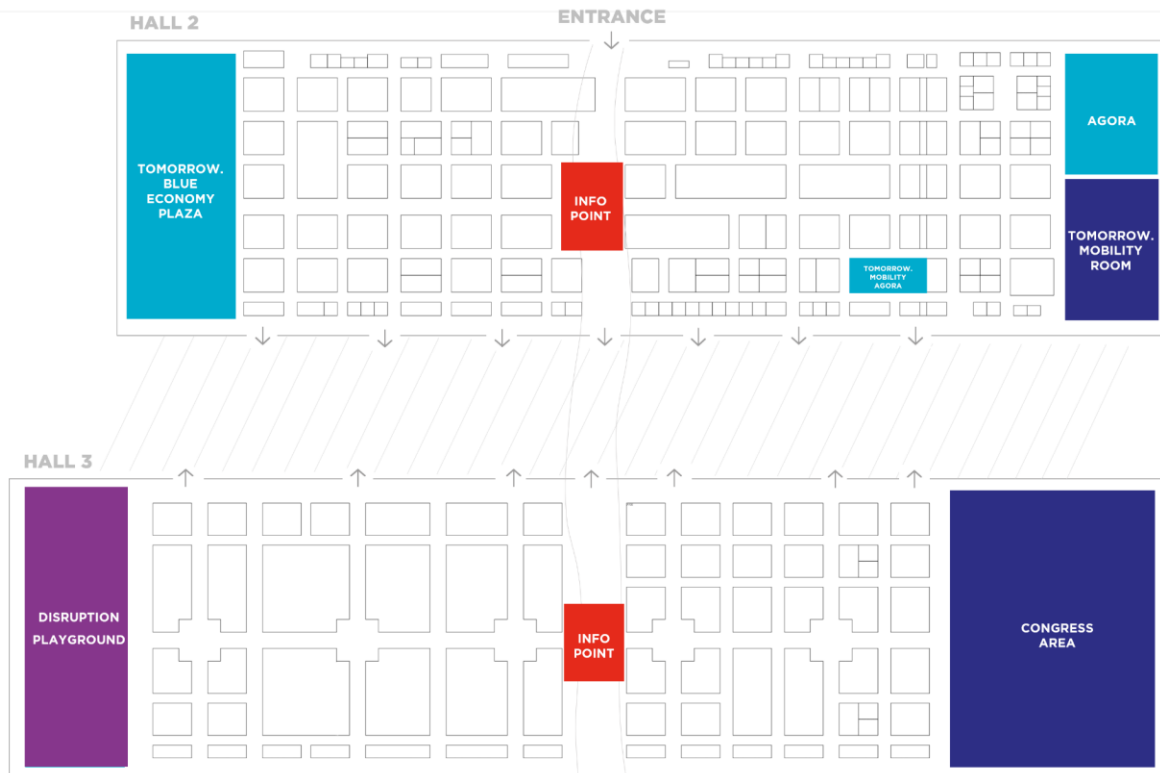 HALL 2
ENTRANCE
TOMORROW.
BLUE
ECONOMY
PLAZA
INFO
POINT
AGORA
TOMORROW.
MOBILITY
ROOM
TOMORROW.
MOBILITY
AGORA
HALL 3
DISRUPTION
PLAYGROUND
INFO
POINT
CONGRESS
AREA